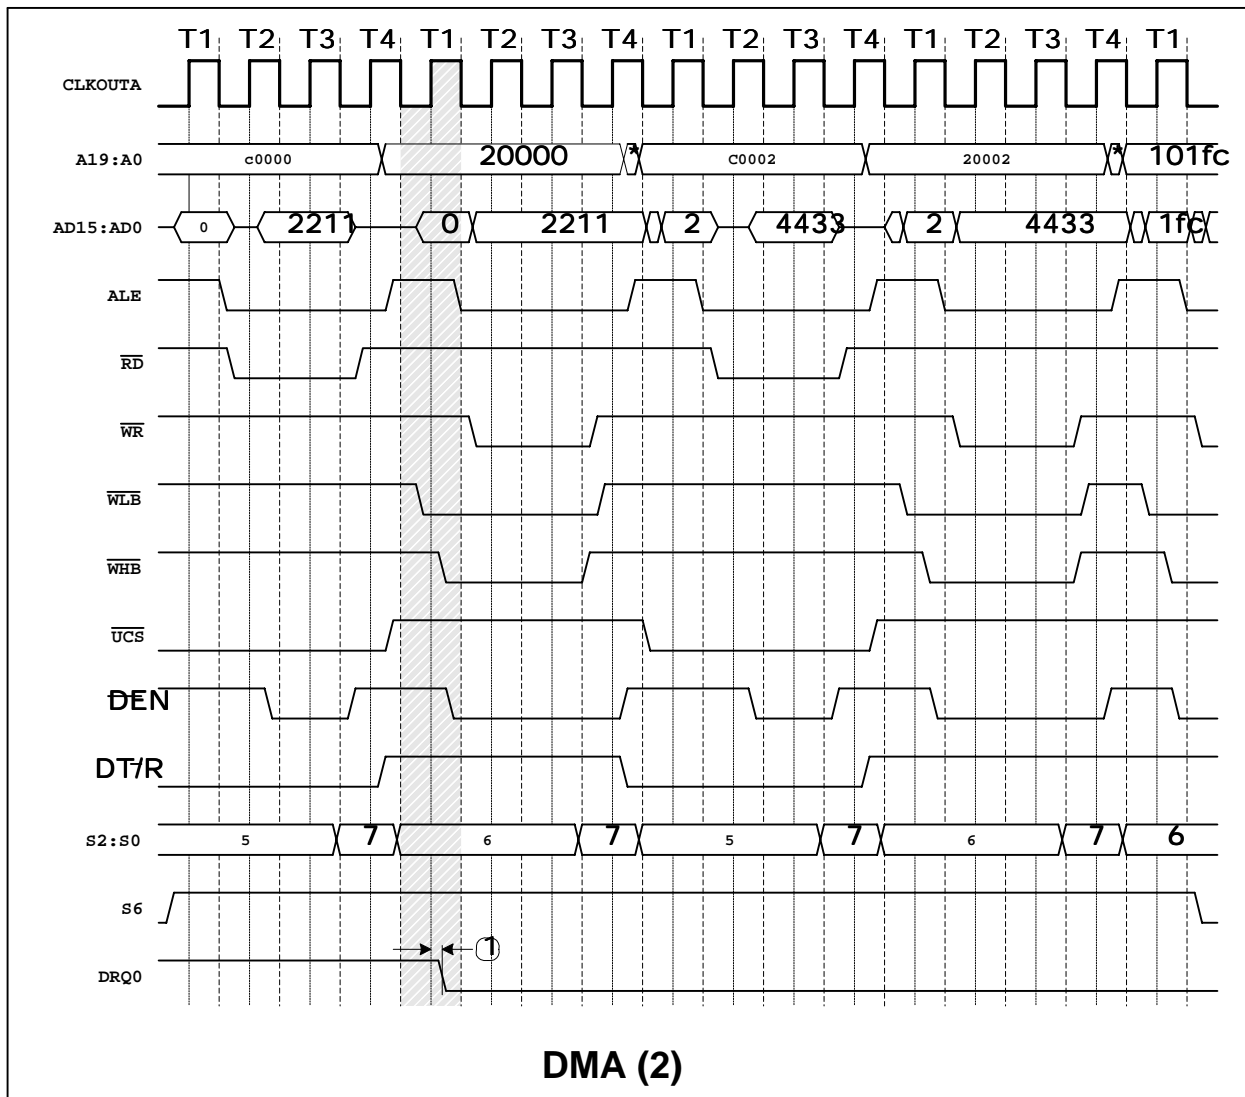 T1 T2 T3 T4 T1 T2 T3 T4 T1 T2 T3 T4 T1 T2 T3 T4 T1
CLKOUTA
A19:A0 c0000 20000 * C0002 20002 * 101fc
AD15:AD0 0 2211 0 2211 2 4433 2 4433 1fc
ALE
RD
WR
WLB
WHB
UCS
DEN
DT/R
S2:S0 5 7 6 7 5 7 6 7 6
S6
1
DRQ0
DMA (2)